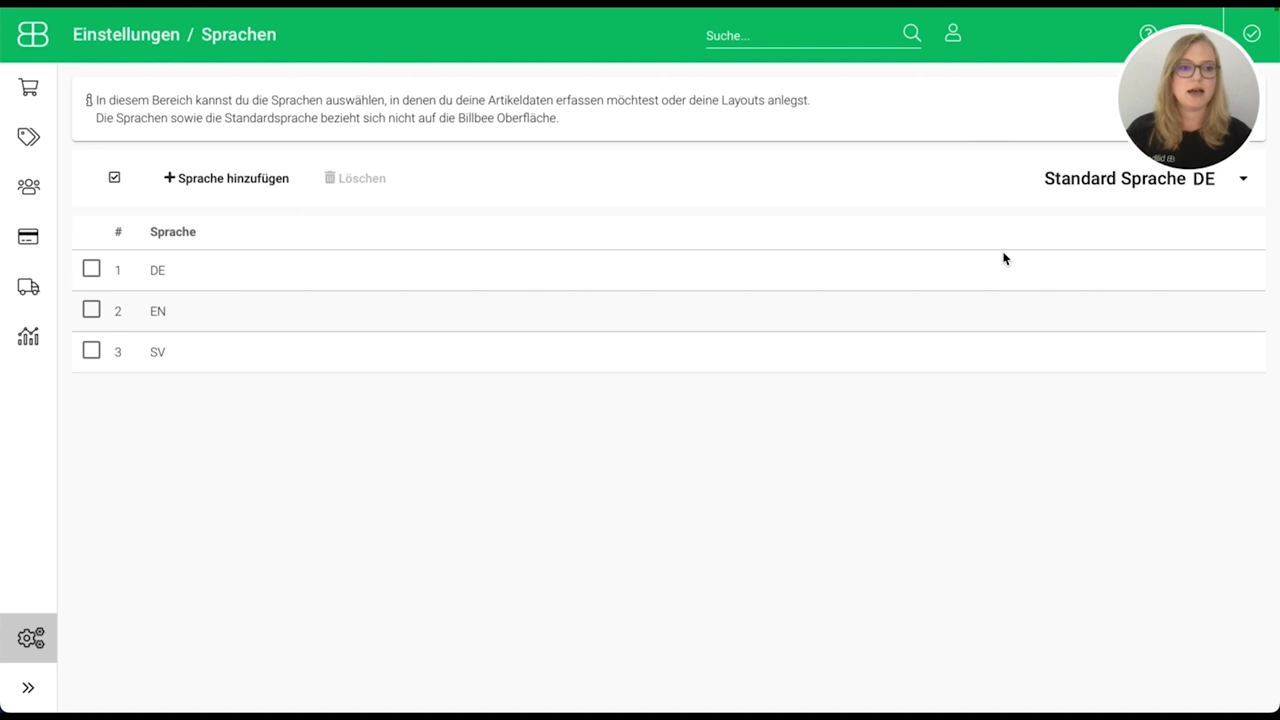 Einstellungen / Sprachen
Suche...
In diesem Bereich kannst du die Sprachen auswählen, in denen du deine Artikeldaten erfassen möchtest oder deine Layouts anlegst.
Die Sprachen sowie die Standardsprache bezieht sich nicht auf die Billbee Oberfläche.
Sprache hinzufügen
Löschen
Standard Sprache DE
# Sprache
1 DE
2 EN
3 SV